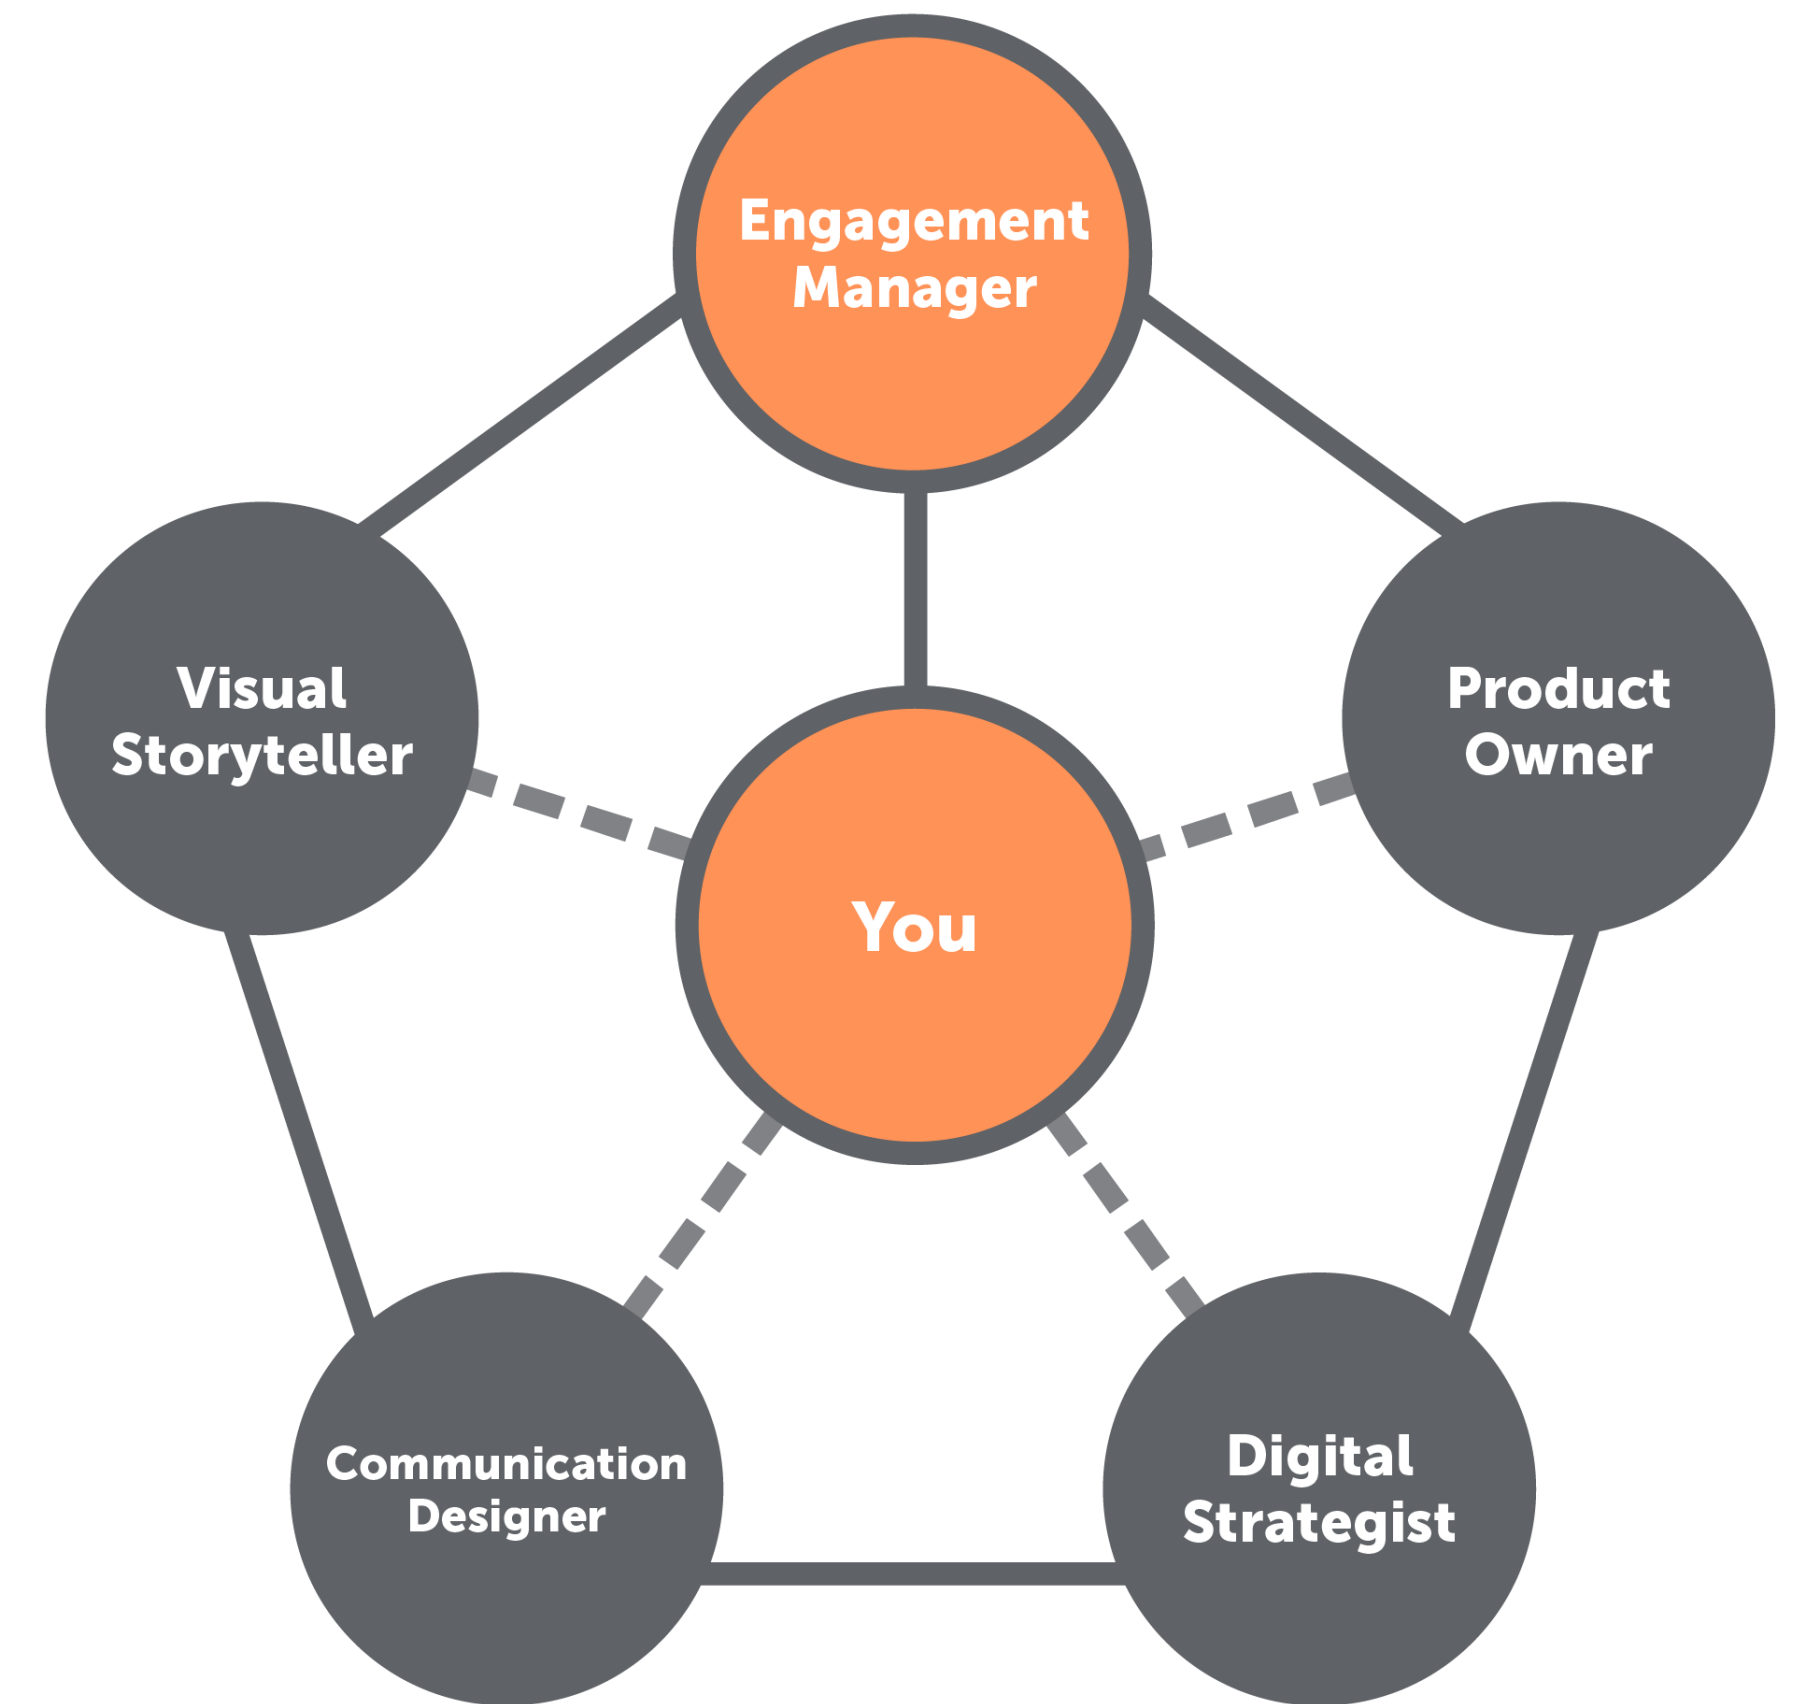 Engagement
Manager
Visual
Storyteller
Product
Owner
You
Communication
Designer
Digital
Strategist